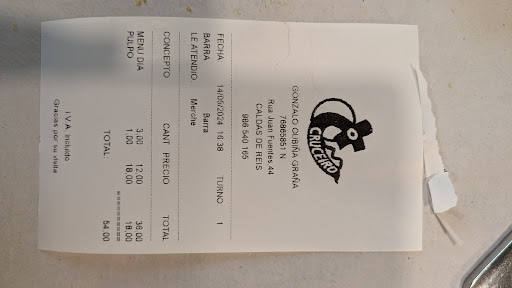 CRUCEIRO
GONZALO OUBIÑA GRAÑA
76865851 N
Rua Juan Fuentes 44
CALDAS DE REIS
986 540 165
FECHA 14/05/2024 16:38 TURNO 1
BARRA Barra
LE ATENDIO Merche
CONCEPTO CANT PRECIO TOTAL
MENU DIA 3.00 12.00 36.00
PULPO 1.00 18.00 18.00
TOTAL 54.00
I.V.A. Incluido
Gracias por su visita